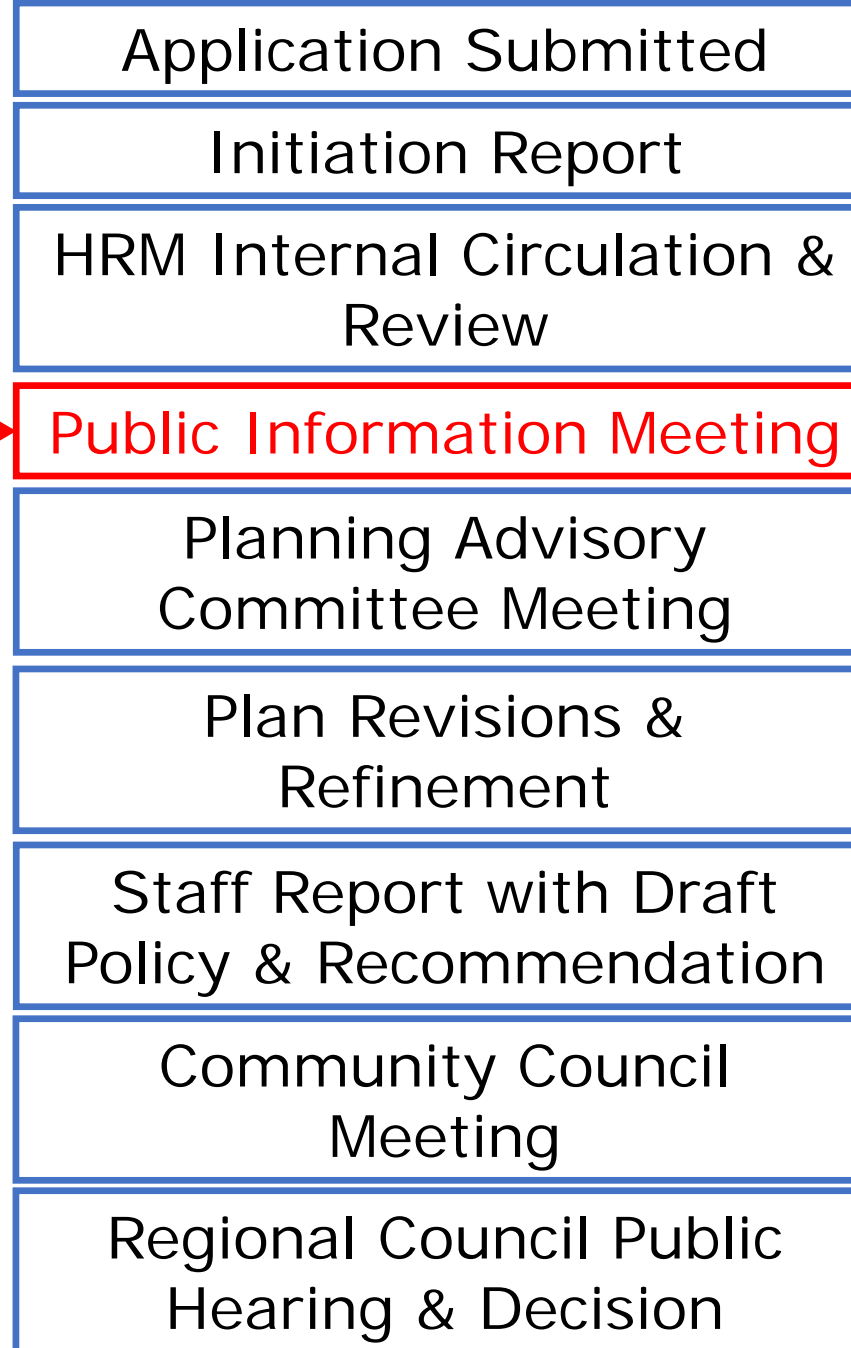 Application Submitted
Initiation Report
HRM Internal Circulation &
Review
Public Information Meeting
Planning Advisory
Committee Meeting
Plan Revisions &
Refinement
Staff Report with Draft
Policy & Recommendation
Community Council
Meeting
Regional Council Public
Hearing & Decision